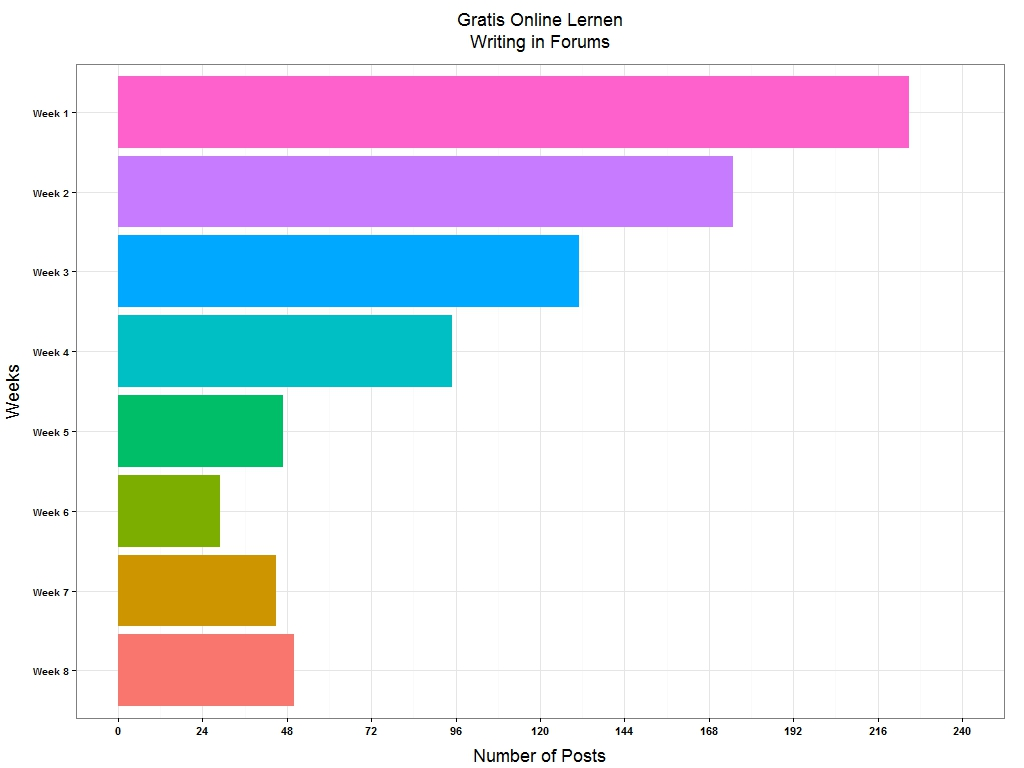 Gratis Online Lernen
Writing in Forums
Week 1
Week 2
Week 3
Week 4
Week 5
Week 6
Week 7
Week 8
Weeks
0 24 48 72 96 120 144 168 192 216 240
Number of Posts